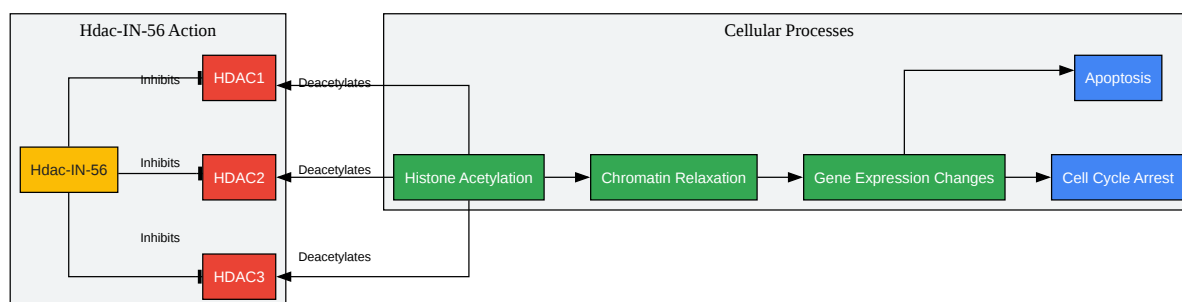 Hdac-IN-56 Action
Cellular Processes
Inhibits
HDAC1
Deacetylates
Apoptosis
Hdac-IN-56
Inhibits
HDAC2
Deacetylates
Histone Acetylation
Chromatin Relaxation
Gene Expression Changes
Cell Cycle Arrest
Inhibits
HDAC3
Deacetylates